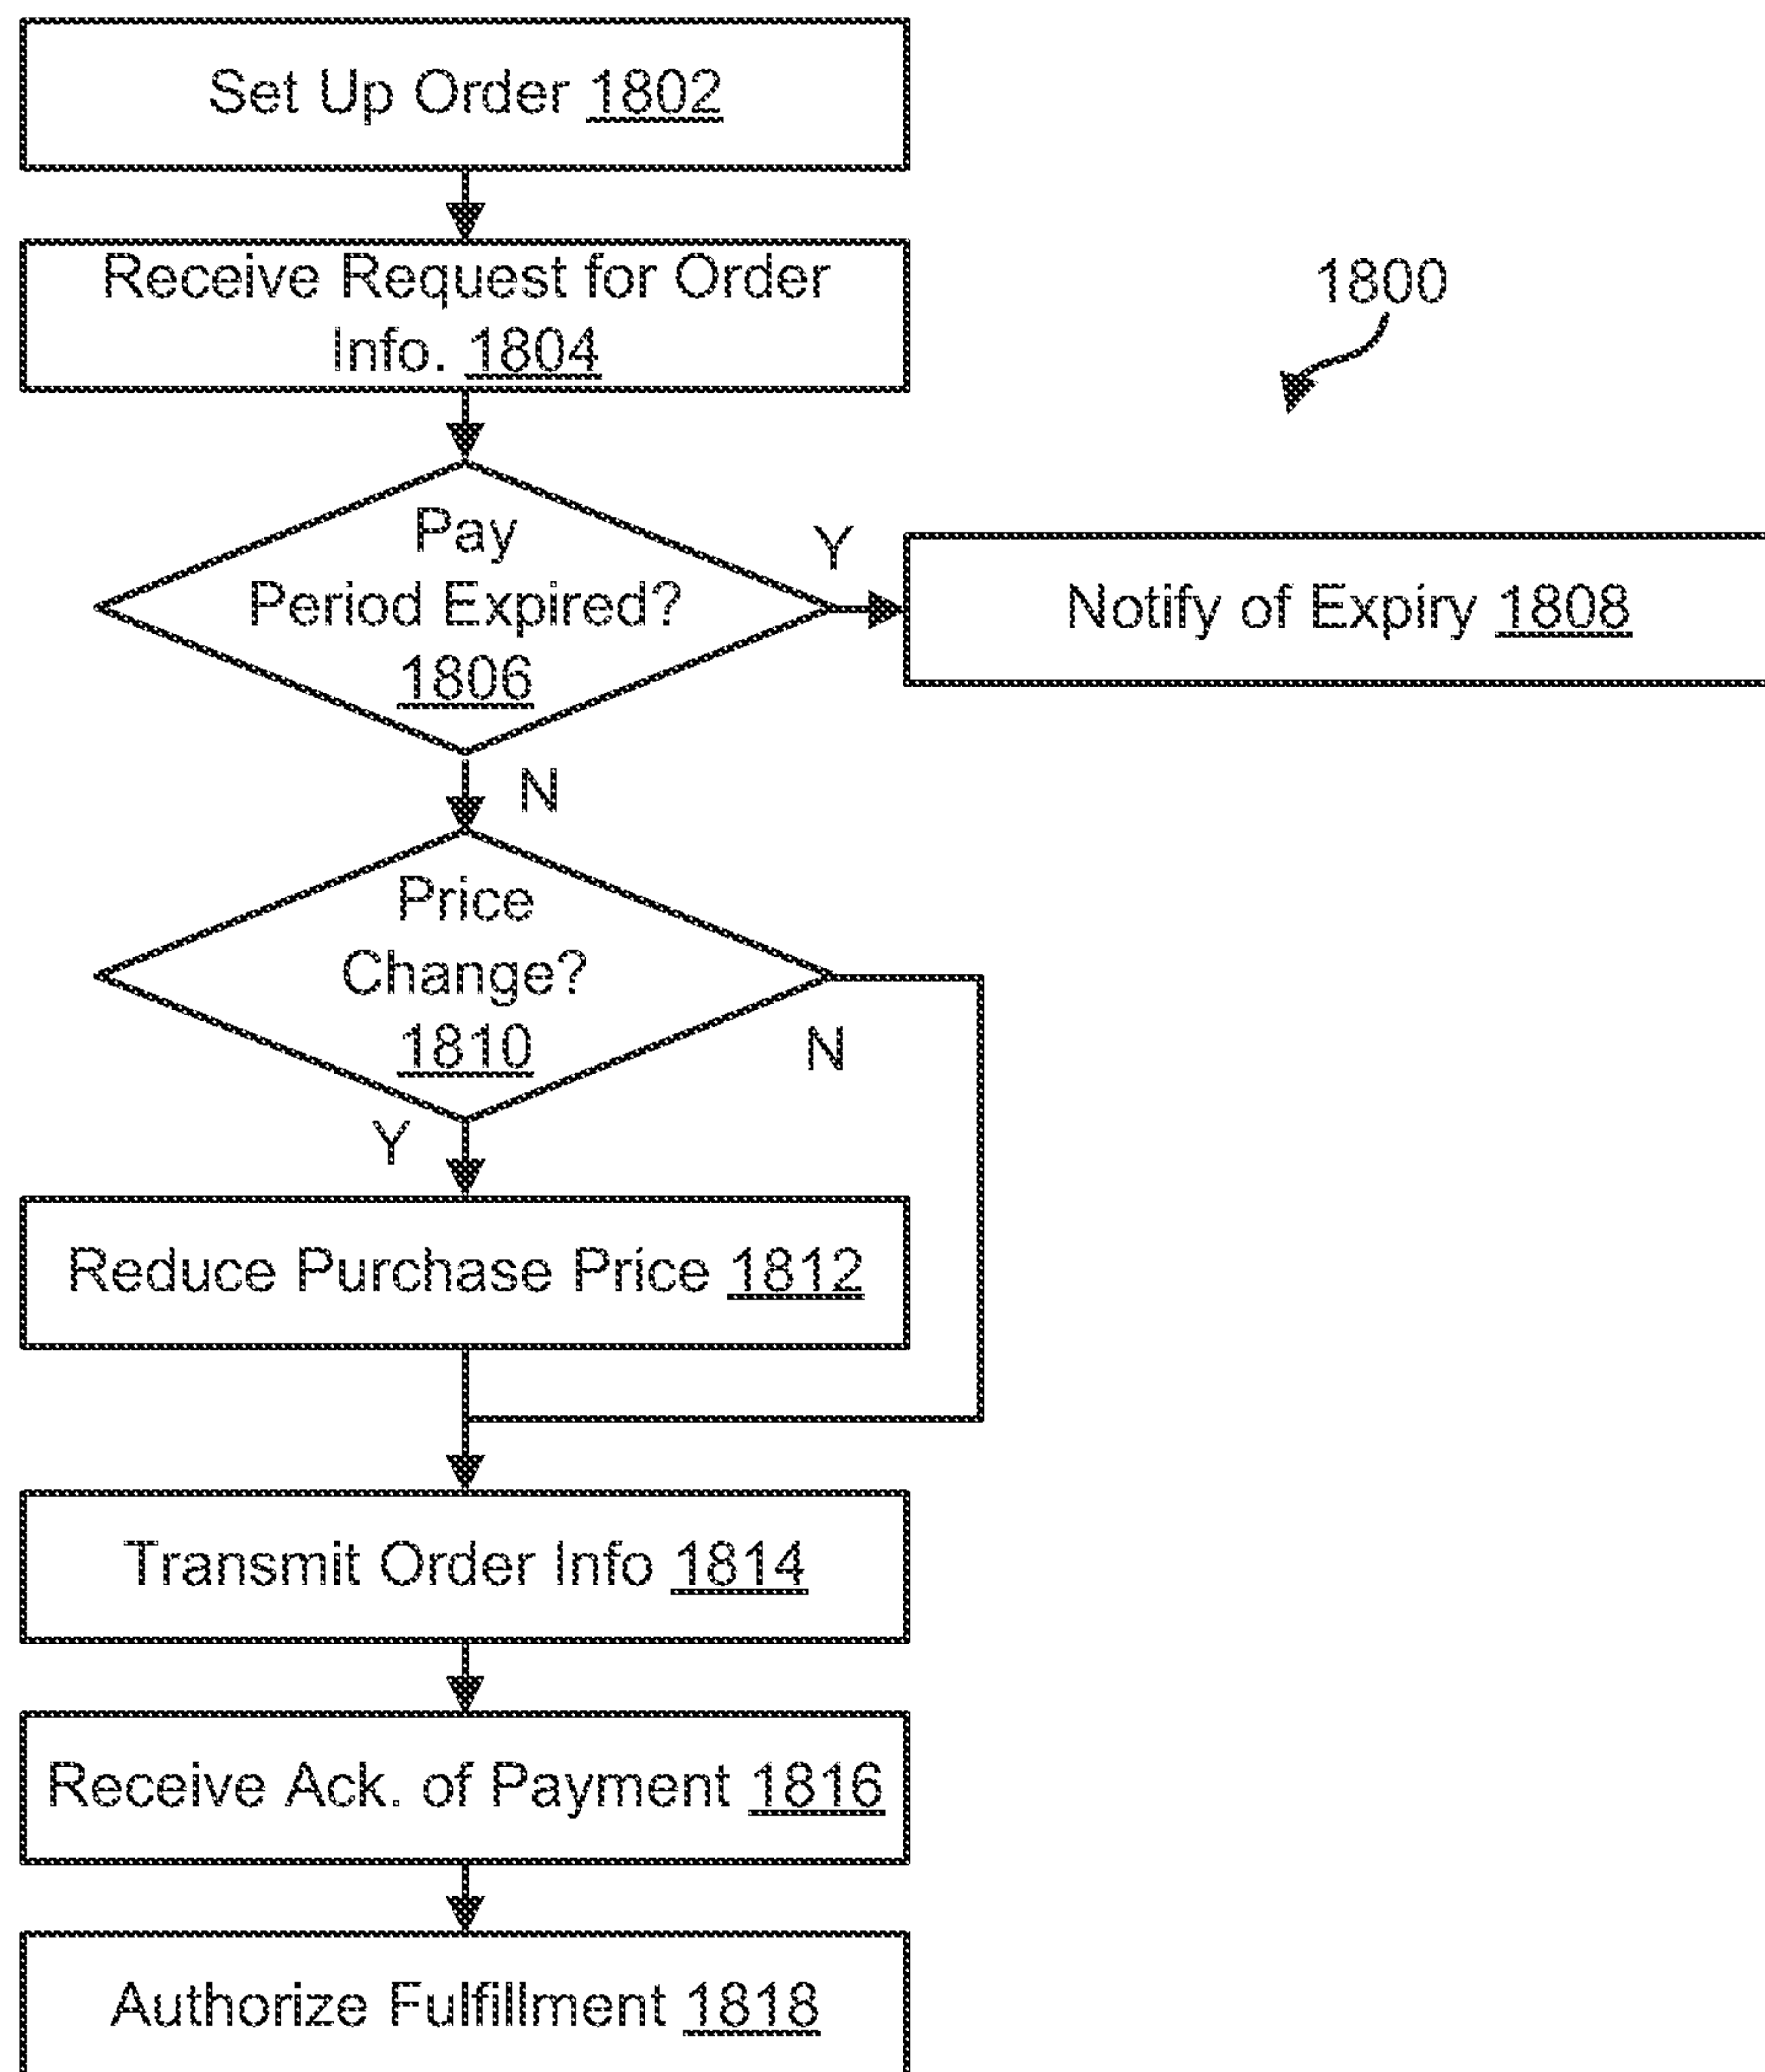 Set Up Order 1802
Receive Request for Order
Info. 1804
1800
Pay
Period Expired?
1806
Y
Notify of Expiry 1808
N
Price
Change?
1810
N
Y
Reduce Purchase Price 1812
Transmit Order Info 1814
Receive Ack. of Payment 1816
Authorize Fulfillment 1818